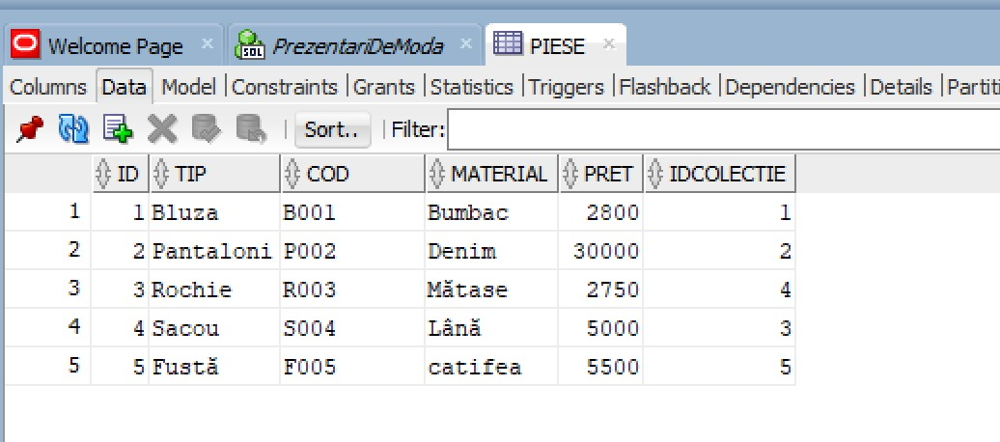 Welcome Page PrezentariDeModa PIESE
Columns Data Model Constraints Grants Statistics Triggers Flashback Dependencies Details
Sort.. Filter:
ID TIP COD MATERIAL PRET IDCOLECTIE
1 1 Bluza B001 Bumbac 2800 1
2 2 Pantaloni P002 Denim 30000 2
3 3 Rochie R003 Mătase 2750 4
4 4 Sacou S004 Lână 5000 3
5 5 Fustă F005 catifea 5500 5